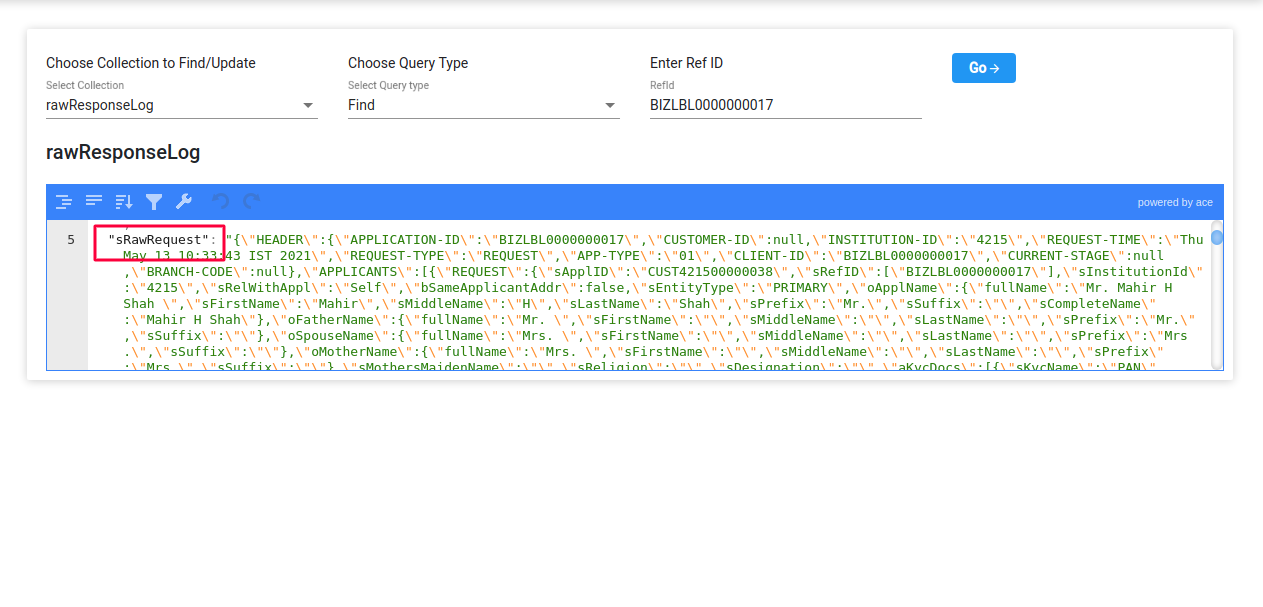 Choose Collection to Find/Update
Choose Query Type
Enter Ref ID
Go →
Select Collection
Select Query type
RefId
rawResponseLog
Find
BIZLBL0000000017
rawResponseLog
powered by ace
5 "sRawRequest": "{\"HEADER\":{\"APPLICATION-ID\":\"BIZLBL0000000017\",\"CUSTOMER-ID\":null,\"INSTITUTION-ID\":\"4215\",\"REQUEST-TIME\":\"Thu
May 13 10:33:43 IST 2021\",\"REQUEST-TYPE\":\"REQUEST\",\"APP-TYPE\":\"01\",\"CLIENT-ID\":\"BIZLBL0000000017\",\"CURRENT-STAGE\":null
,\"BRANCH-CODE\":null},\"APPLICANTS\":[{\"REQUEST\":{\"sApplID\":\"CUST421500000038\",\"sRefID\":[\"BIZLBL0000000017\"],\"sInstitutionId\"
:\"4215\",\"sRelWithAppl\":\"Self\",\"bSameApplicantAddr\":false,\"sEntityType\":\"PRIMARY\",\"oApplName\":{\"fullName\":\"Mr. Mahir H
Shah \",\"sFirstName\":\"Mahir\",\"sMiddleName\":\"H\",\"sLastName\":\"Shah\",\"sPrefix\":\"Mr.\",\"sSuffix\":\"\",\"sCompleteName\"
:\"Mahir H Shah\"},\"oFatherName\":{\"fullName\":\"Mr. \",\"sFirstName\":\"\",\"sMiddleName\":\"\",\"sLastName\":\"\",\"sPrefix\":\"Mr.\"
,\"sSuffix\":\"\"},\"oSpouseName\":{\"fullName\":\"Mrs. \",\"sFirstName\":\"\",\"sMiddleName\":\"\",\"sLastName\":\"\",\"sPrefix\":\"Mrs
.\",\"sSuffix\":\"\"},\"oMotherName\":{\"fullName\":\"Mrs. \",\"sFirstName\":\"\",\"sMiddleName\":\"\",\"sLastName\":\"\",\"sPrefix\"
:\"Mrs.\",\"sSuffix\":\"\"},\"sMothersMaidenName\":\"\",\"sReligion\":\"\",\"sDesignation\":\"\",\"aKycDocs\":[{\"sKycName\":\"PAN\"